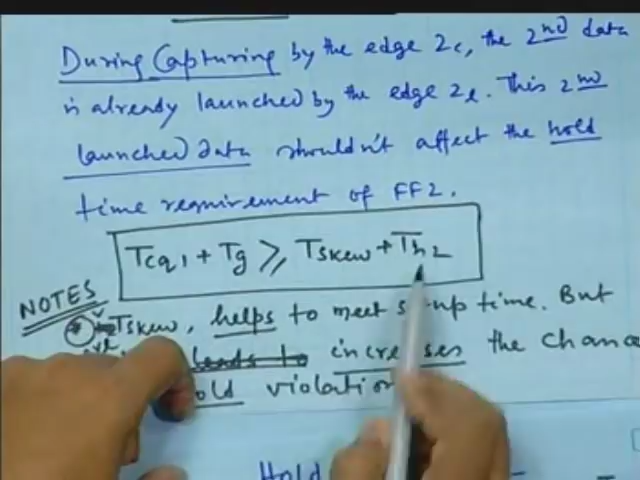 During Capturing by the edge 2c, the 2nd data
is already launched by the edge 2l. This 2nd
launched data shouldn't affect the hold
time requirement of FF2.
Tcq1 + Tg ≥ Tskew + Th2
NOTES
Tskew, helps to meet setup time. But
leads to increases the chance
violation
Hold